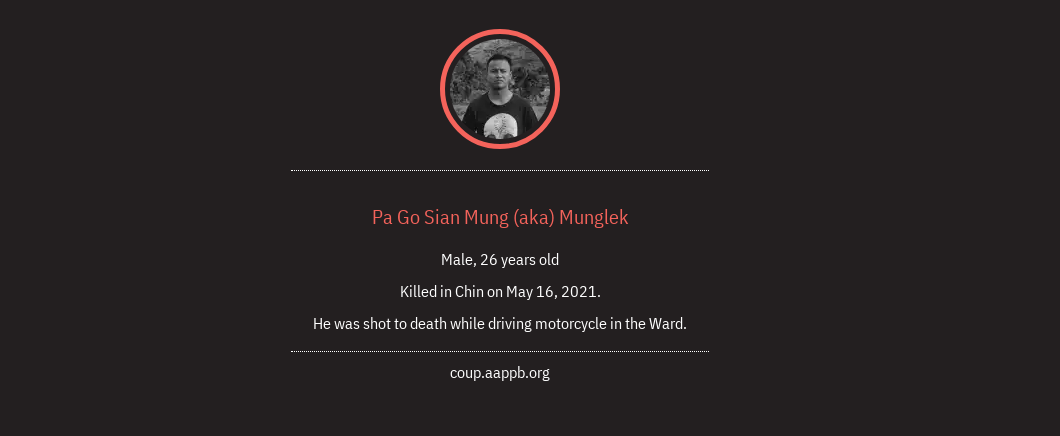 Pa Go Sian Mung (aka) Munglek
Male, 26 years old
Killed in Chin on May 16, 2021.
He was shot to death while driving motorcycle in the Ward.
coup.aappb.org